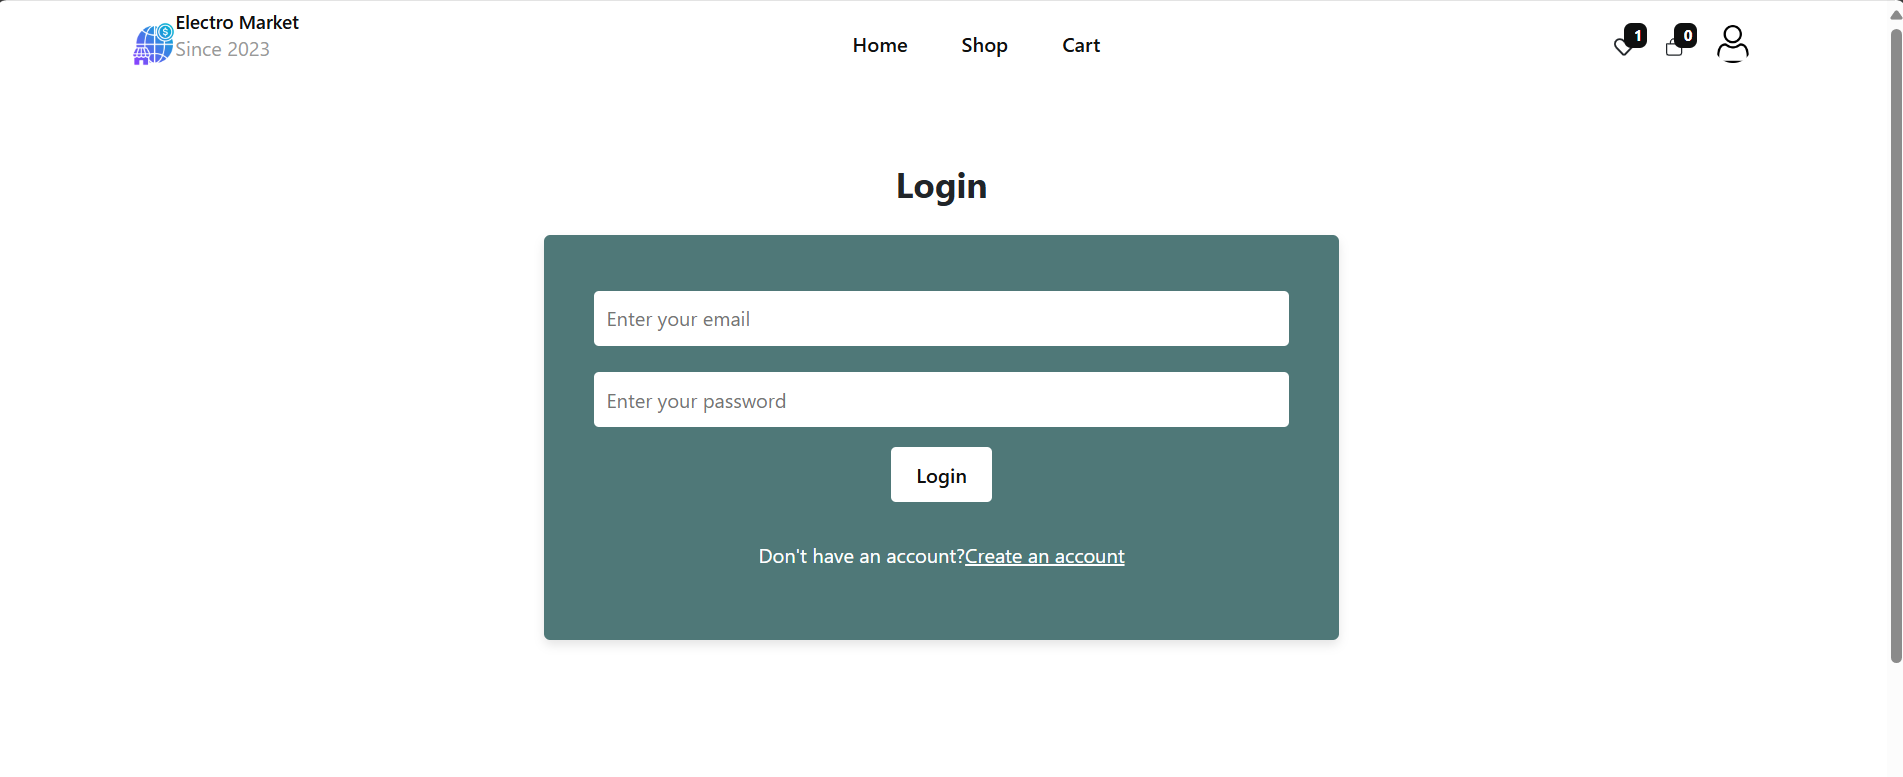 Electro Market
Since 2023
Home Shop Cart
1 0
Login
Enter your email
Enter your password
Login
Don't have an account?Create an account